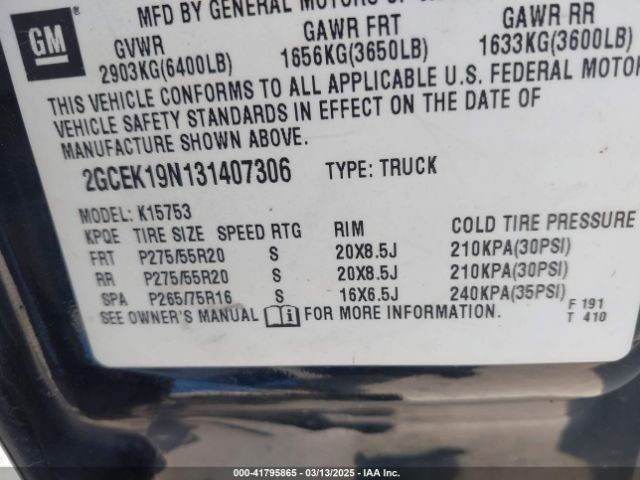 MFD BY GENERAL MOTORS OF
GM
GVWR
2903KG(6400LB)
GAWR FRT
1656KG(3650LB)
GAWR RR
1633KG(3600LB)
THIS VEHICLE CONFORMS TO ALL APPLICABLE U.S. FEDERAL MOTOR
VEHICLE SAFETY STANDARDS IN EFFECT ON THE DATE OF
MANUFACTURE SHOWN ABOVE.
2GCEK19N131407306 TYPE: TRUCK
MODEL: K15753
KPQE TIRE SIZE SPEED RTG RIM COLD TIRE PRESSURE
FRT P275/55R20 S 20X8.5J 210KPA(30PSI)
RR P275/55R20 S 20X8.5J 210KPA(30PSI)
SPA P265/75R16 S 16X6.5J 240KPA(35PSI)
SEE OWNER'S MANUAL i FOR MORE INFORMATION.
F 191
T 410
000-41795865 | 03/13/2025 | IAA Inc.